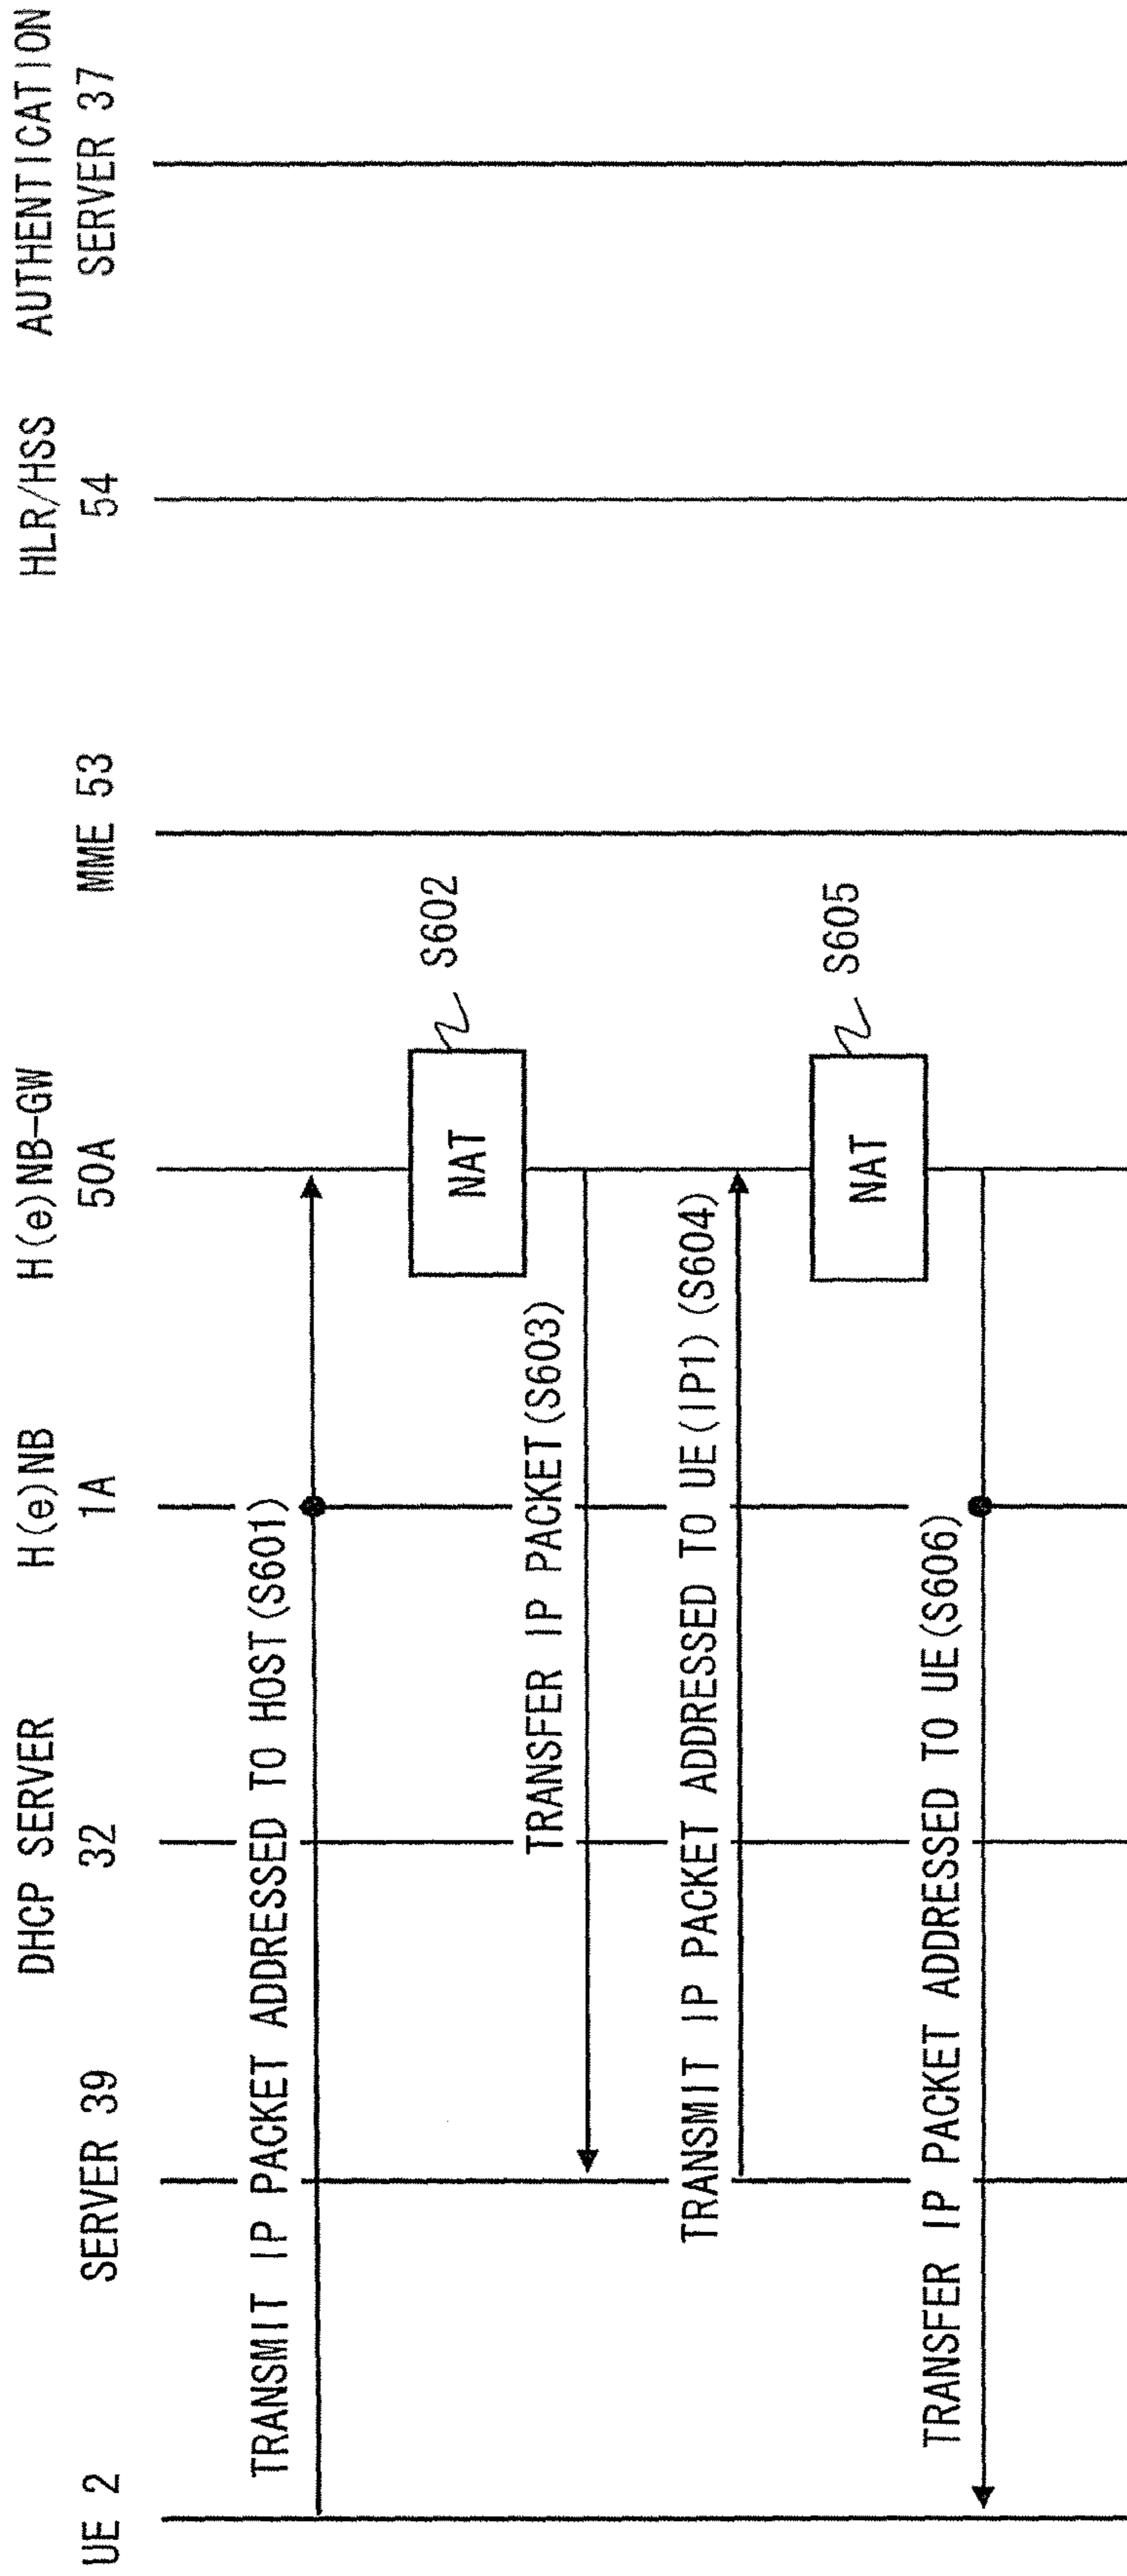 UE 2
SERVER 39
DHCP SERVER
32
H(e)NB
1A
H(e)NB-GW
50A
MME 53
HLR/HSS
54
AUTHENTICATION
SERVER 37
TRANSMIT IP PACKET ADDRESSED TO HOST(S601)
NAT
S602
TRANSFER IP PACKET(S603)
TRANSMIT IP PACKET ADDRESSED TO UE(IP1)(S604)
NAT
S605
TRANSFER IP PACKET ADDRESSED TO UE(S606)